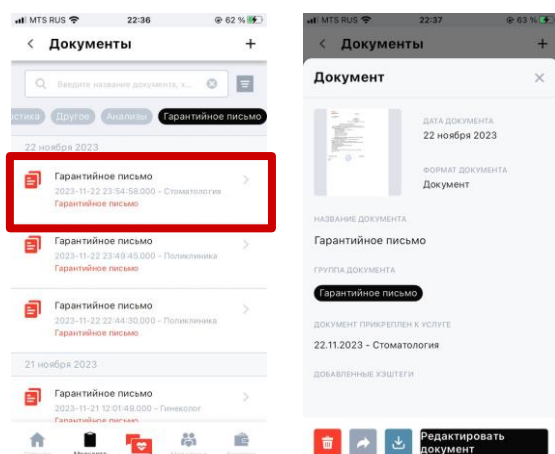 MTS RUS 22:36 62 %
Документы +
Введите название документа, х...
стика Другое Анализы Гарантийное письмо
22 ноября 2023
Гарантийное письмо
2023-11-22 23:54:58.000 - Стоматология
Гарантийное письмо
Гарантийное письмо
2023-11-22 23:49:45.000 - Поликлиника
Гарантийное письмо
Гарантийное письмо
2023-11-22 22:44:30.000 - Поликлиника
Гарантийное письмо
21 ноября 2023
Гарантийное письмо
2023-11-21 12:01:49.000 - Гинеколог
Гарантийное письмо
MTS RUS 22:37 63 %
Документы +
Документ
ДАТА ДОКУМЕНТА
22 ноября 2023
ФОРМАТ ДОКУМЕНТА
Документ
НАЗВАНИЕ ДОКУМЕНТА
Гарантийное письмо
ГРУППА ДОКУМЕНТА
Гарантийное письмо
ДОКУМЕНТ ПРИКРЕПЛЕН К УСЛУГЕ
22.11.2023 - Стоматология
ДОБАВЛЕННЫЕ ХЭШТЕГИ
Редактировать
документ